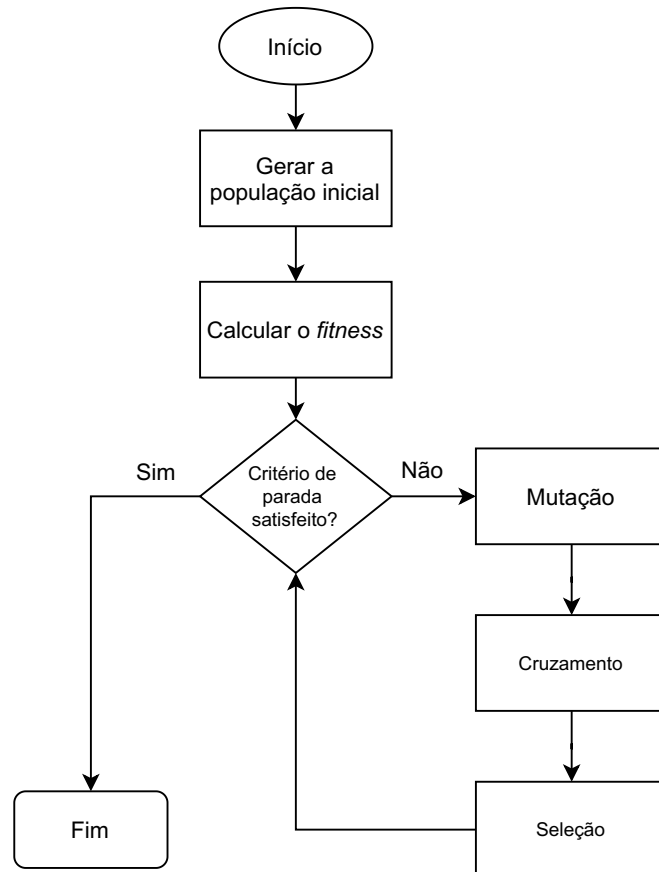 Início
Gerar a
população inicial
Calcular o fitness
Sim
Critério de
parada
satisfeito?
Não
Mutação
Cruzamento
Seleção
Fim